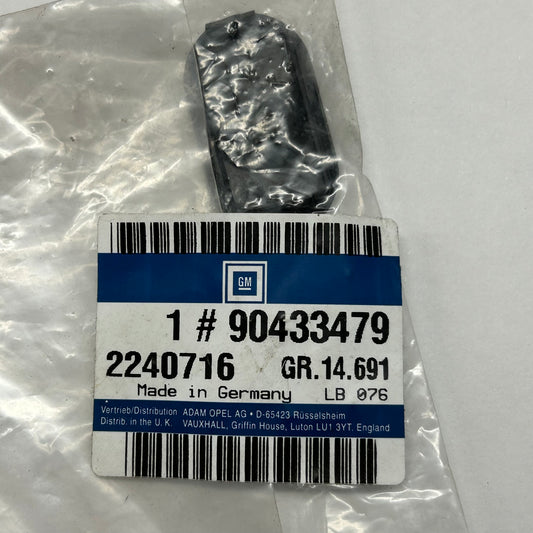 GM
1 # 90433479
2240716 GR.14.691
Made in Germany LB 076
Vertrieb/Distribution ADAM OPEL AG • D-65423 Rüsselsheim
Distrib. in the U. K. VAUXHALL, Griffin House, Luton LU1 3YT. England